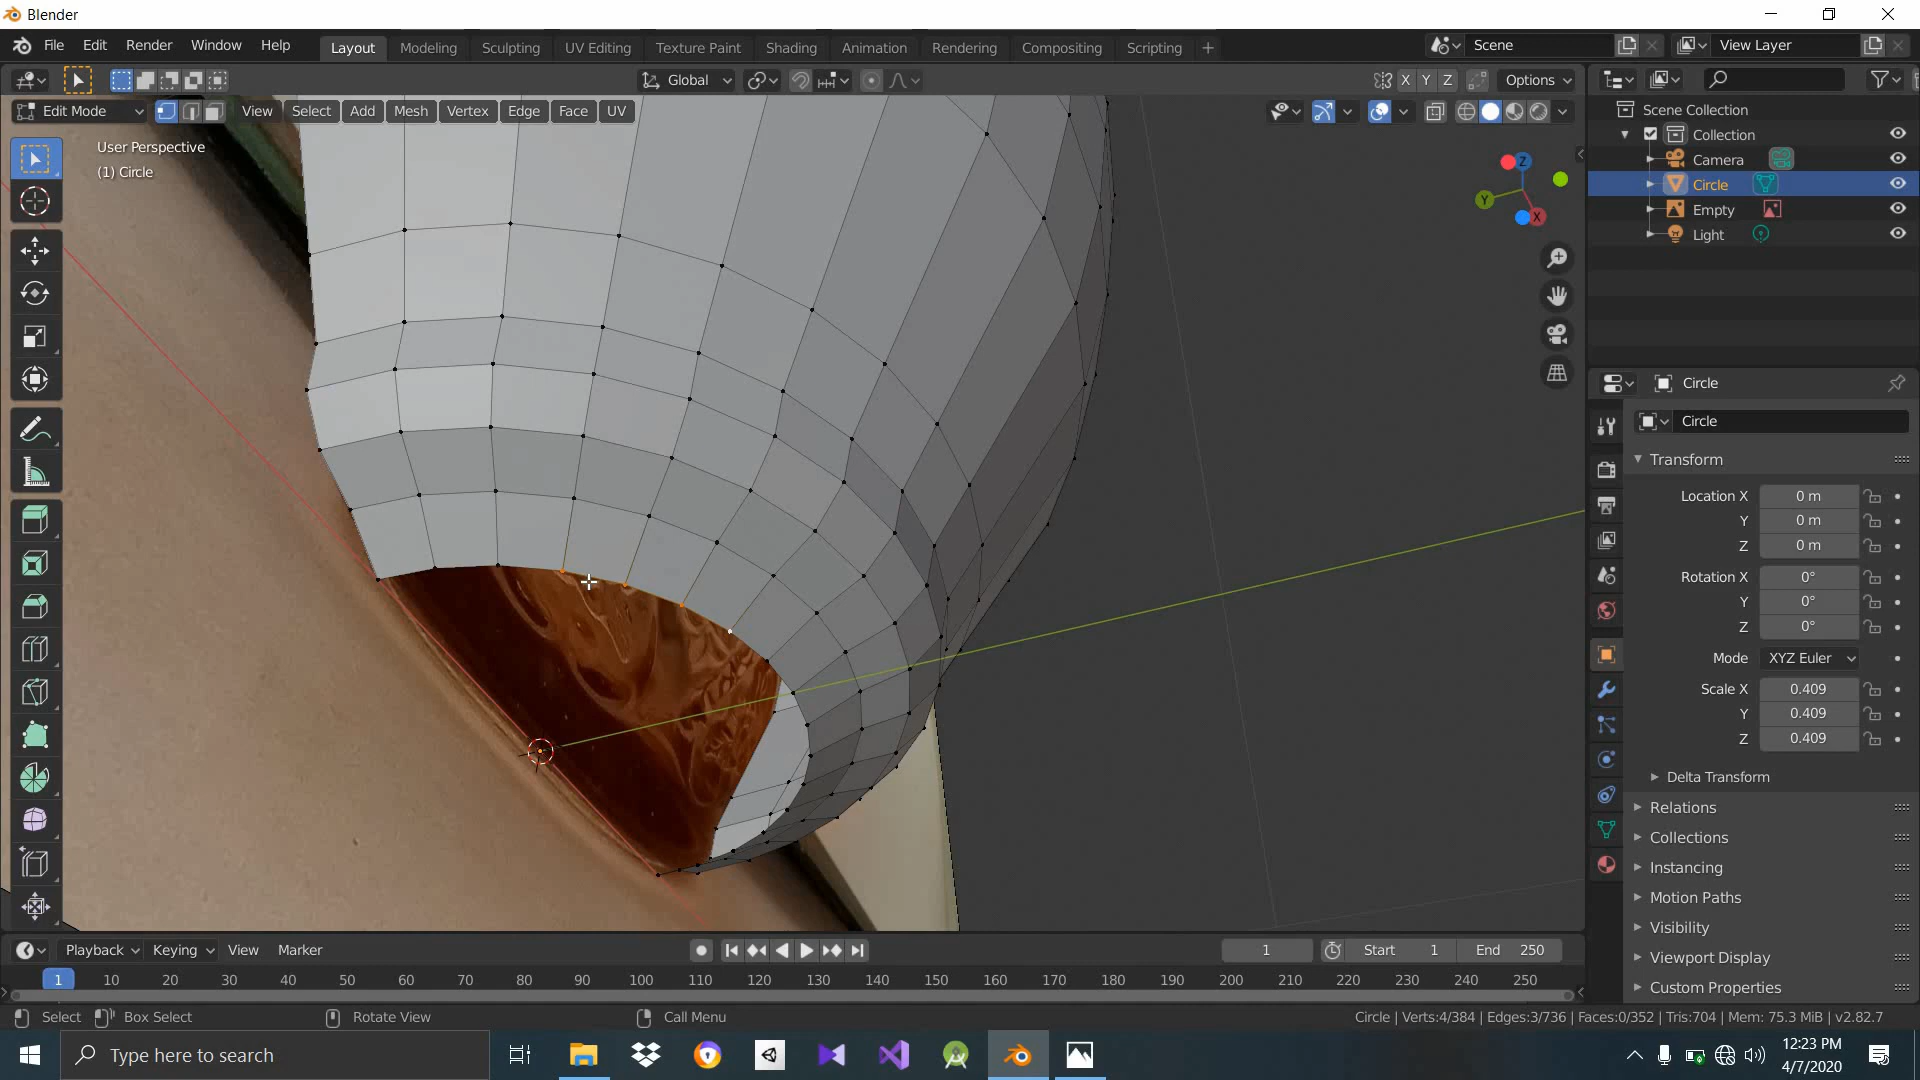 Blender
File Edit Render Window Help Layout Modeling Sculpting UV Editing Texture Paint Shading Animation Rendering Compositing Scripting + Scene View Layer
Global X Y Z Options
Edit Mode View Select Add Mesh Vertex Edge Face UV
User Perspective
(1) Circle
Z
Y
X
Scene Collection
Collection
Camera
Circle
Empty
Light
Circle
Circle
Transform
Location X 0 m
Y 0 m
Z 0 m
Rotation X 0°
Y 0°
Z 0°
Mode XYZ Euler
Scale X 0.409
Y 0.409
Z 0.409
Delta Transform
Relations
Collections
Instancing
Motion Paths
Visibility
Viewport Display
Custom Properties
Playback Keying View Marker 1 Start 1 End 250
1 10 20 30 40 50 60 70 80 90 100 110 120 130 140 150 160 170 180 190 200 210 220 230 240 250
Select Box Select Rotate View Call Menu Circle | Verts:4/384 | Edges:3/736 | Faces:0/352 | Tris:704 | Mem: 75.3 MiB | v2.82.7
Type here to search
12:23 PM
4/7/2020